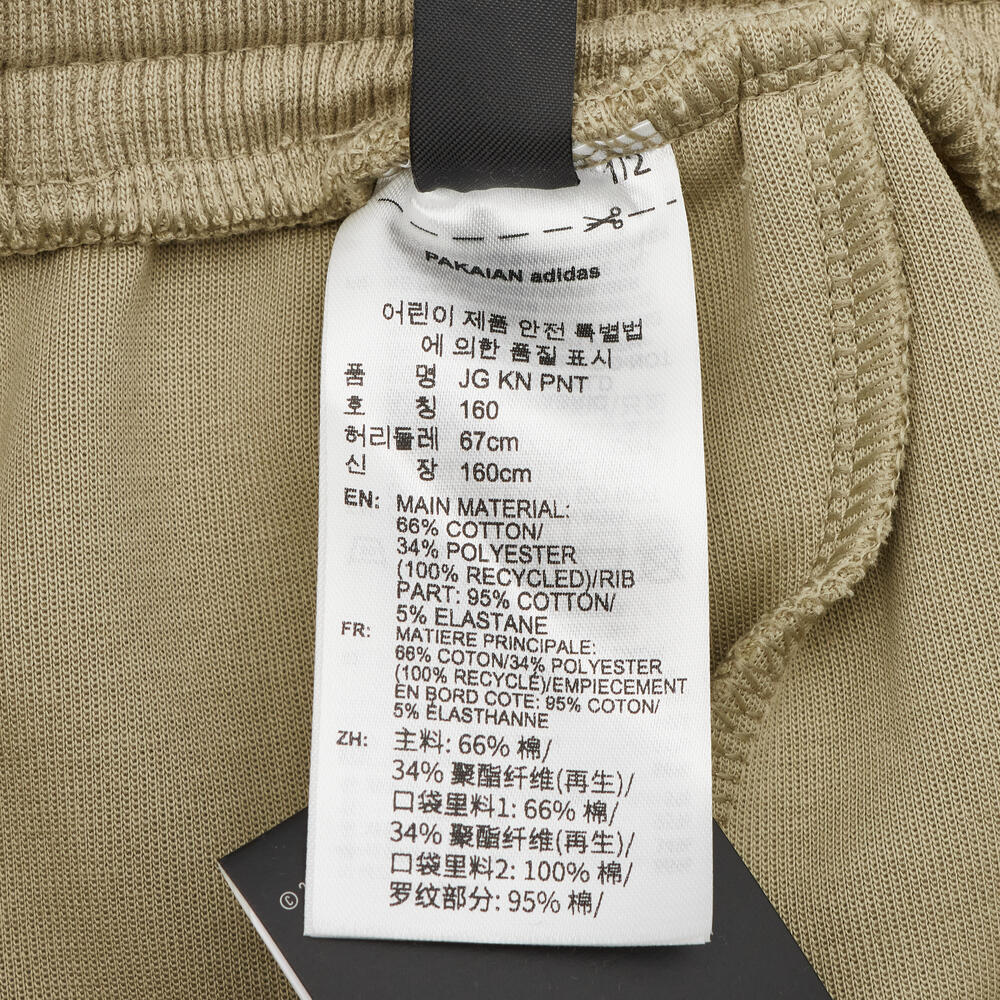 1/2
PAKAIAN adidas
어린이 제품 안전 특별법
에 의한 품질 표시
품 명 JG KN PNT
호 칭 160
허리둘레 67cm
신 장 160cm
EN: MAIN MATERIAL:
66% COTTON/
34% POLYESTER
(100% RECYCLED)/RIB
PART: 95% COTTON/
5% ELASTANE
FR: MATIERE PRINCIPALE:
66% COTON/34% POLYESTER
(100% RECYCLÉ)/EMPIECEMENT
EN BORD COTE: 95% COTON/
5% ÉLASTHANNE
ZH: 主料: 66% 棉/
34% 聚酯纤维(再生)/
口袋里料1: 66% 棉/
34% 聚酯纤维(再生)/
口袋里料2: 100% 棉/
罗纹部分: 95% 棉/
©